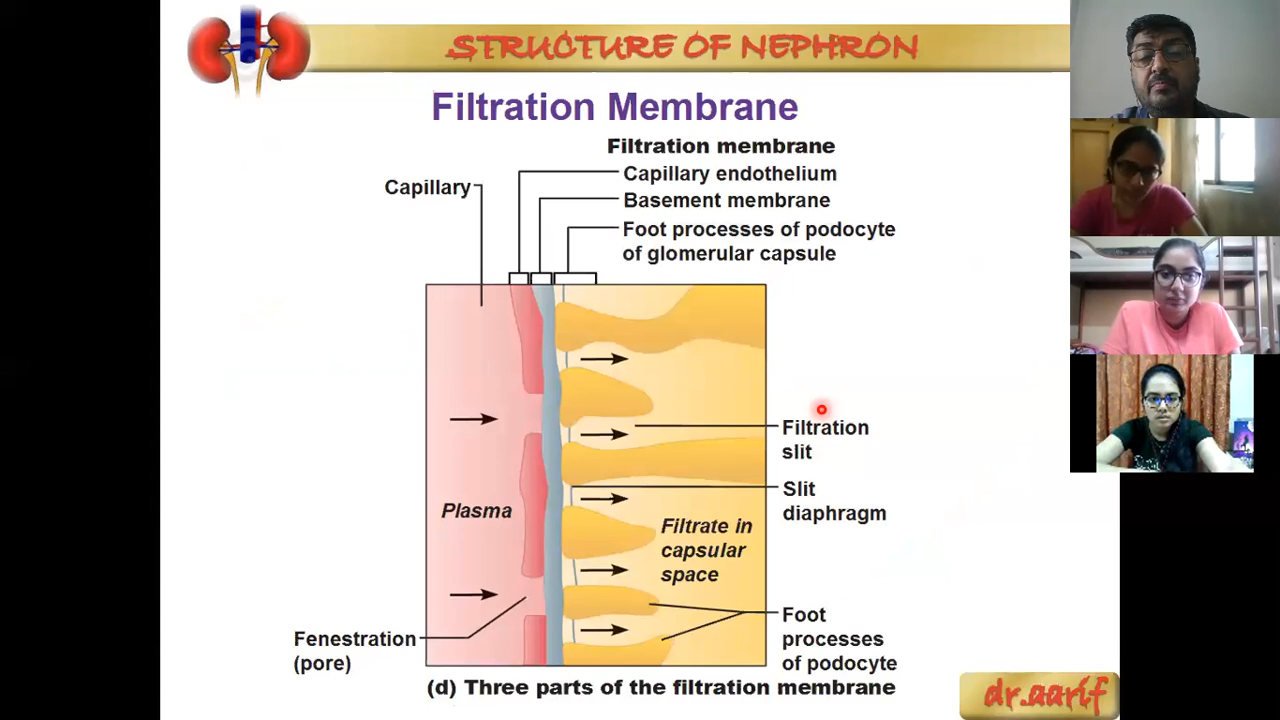 STRUCTURE OF NEPHRON
Filtration Membrane
Filtration membrane
Capillary endothelium
Capillary
Basement membrane
Foot processes of podocyte
of glomerular capsule
Filtration
slit
Slit
diaphragm
Plasma
Filtrate in
capsular
space
Foot
processes
of podocyte
Fenestration
(pore)
(d) Three parts of the filtration membrane
dr.aarif